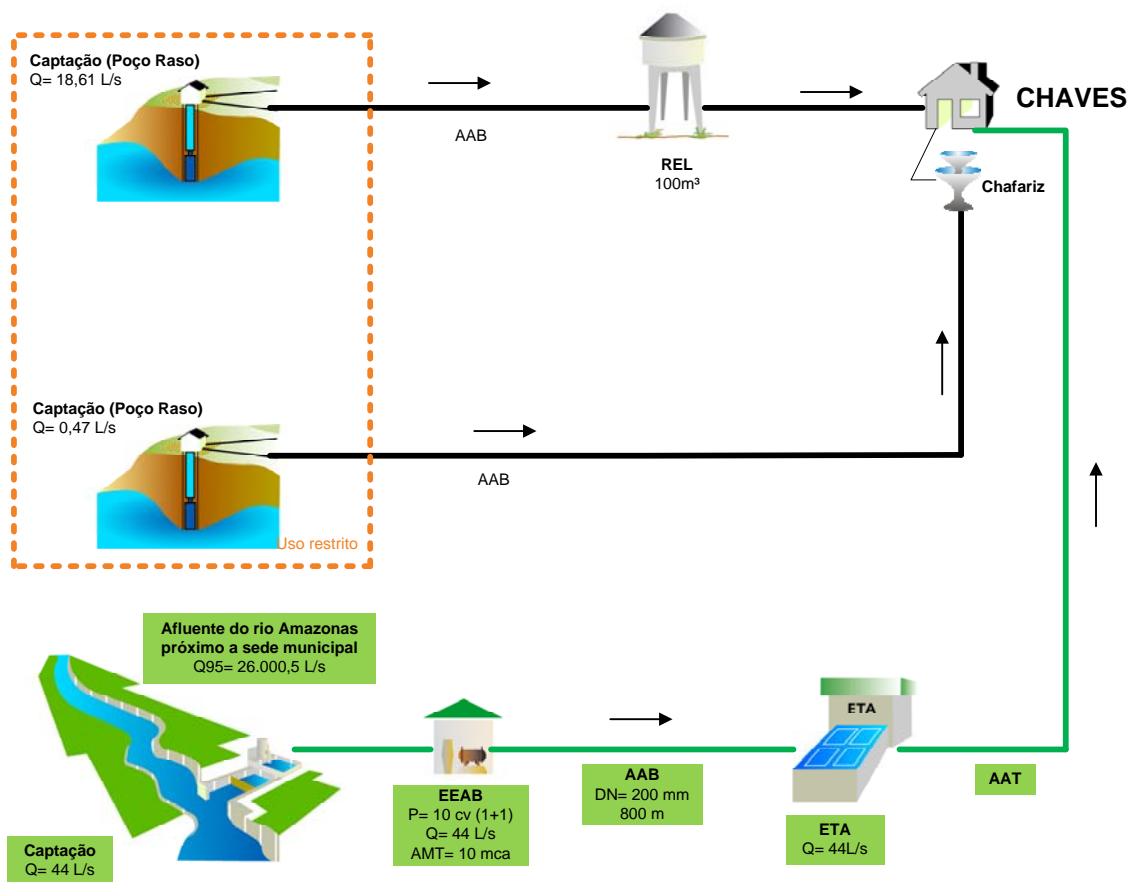 Captação (Poço Raso)
Q= 18,61 L/s
AAB
REL
100m³
CHAVES
Chafariz
Captação (Poço Raso)
Q= 0,47 L/s
AAB
Uso restrito
Afluente do rio Amazonas
próximo a sede municipal
Q95= 26.000,5 L/s
Captação
Q= 44 L/s
EEAB
P= 10 cv (1+1)
Q= 44 L/s
AMT= 10 mca
AAB
DN= 200 mm
800 m
ETA
ETA
Q= 44L/s
AAT